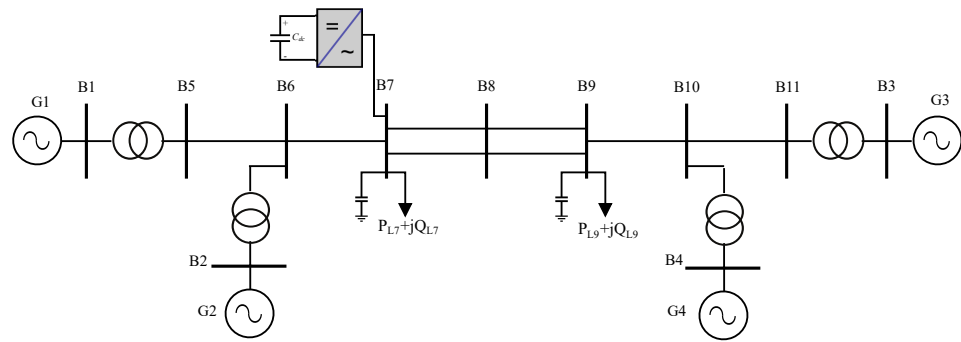 +
C_dc
-
=
~
B1
B5
B6
B7
B8
B9
B10
B11
B3
G1
G3
P_L7+jQ_L7
P_L9+jQ_L9
B2
B4
G2
G4